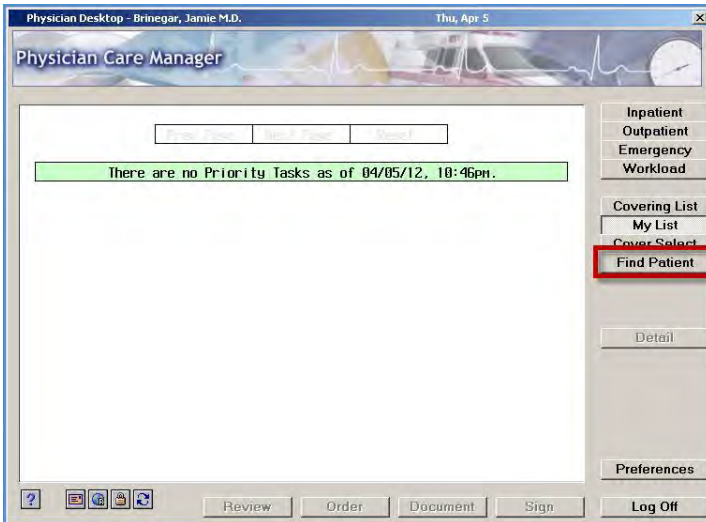 Physician Desktop - Brinegar, Jamie M.D. Thu, Apr 5
Physician Care Manager
Prev Page Next Page Reset
There are no Priority Tasks as of 04/05/12, 10:46PM.
Inpatient
Outpatient
Emergency
Workload
Covering List
My List
Cover Select
Find Patient
Detail
Preferences
? Review Order Document Sign Log Off